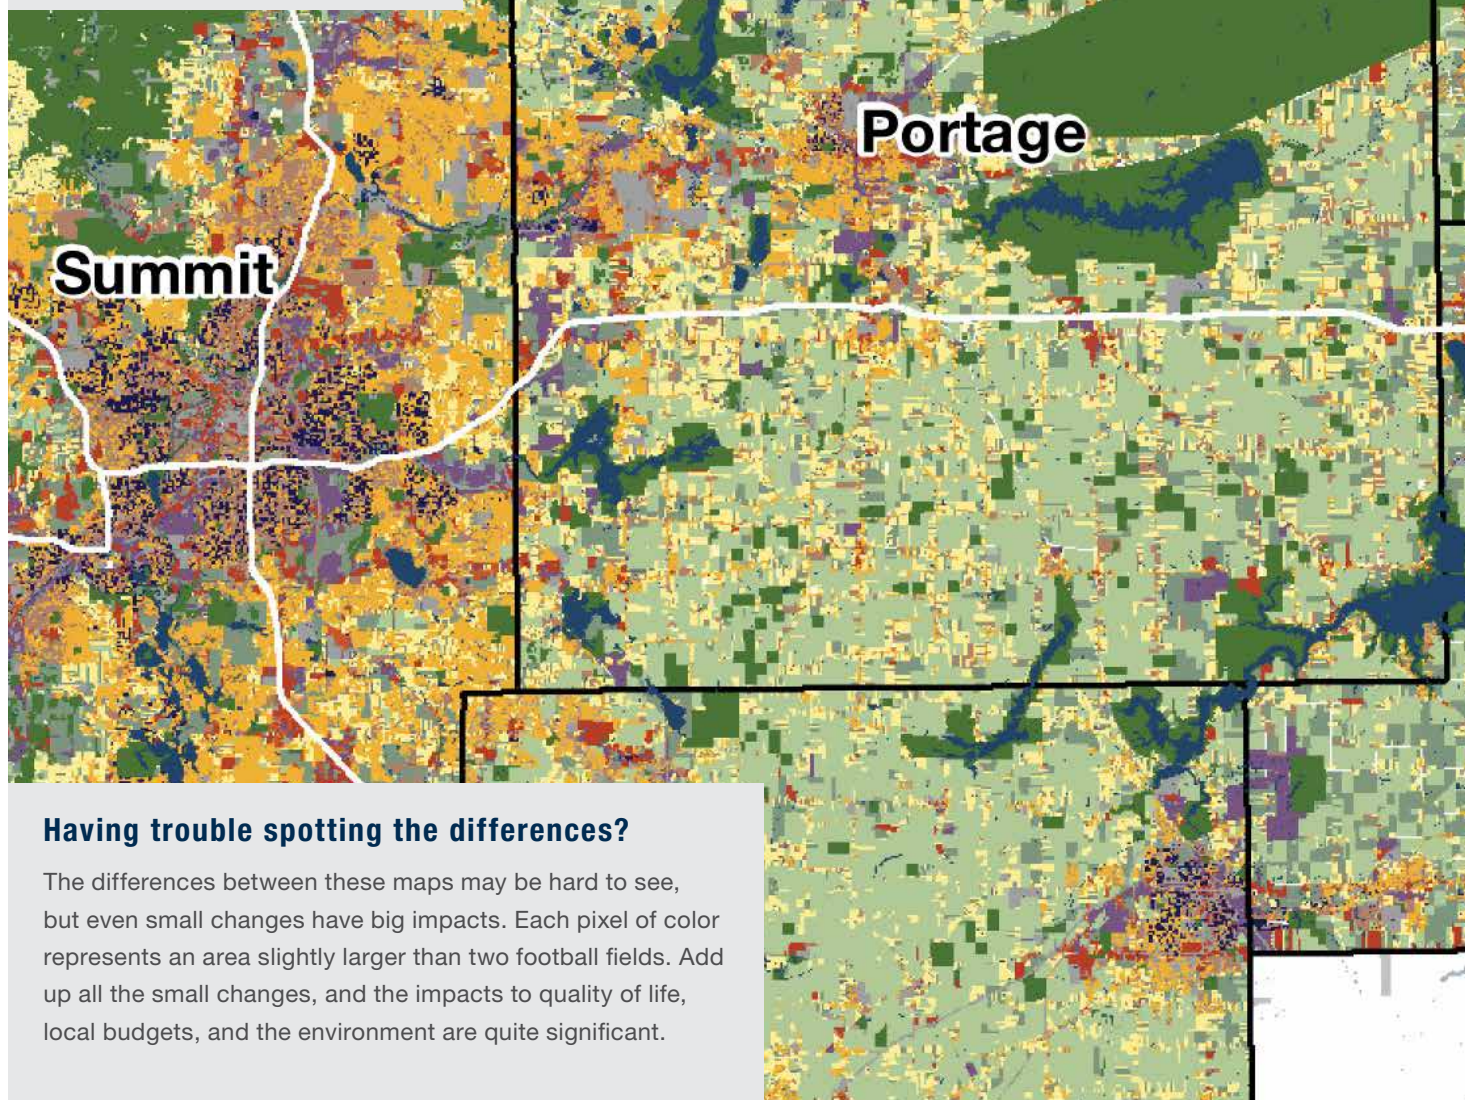 Portage
Summit
Having trouble spotting the differences?
The differences between these maps may be hard to see,
but even small changes have big impacts. Each pixel of color
represents an area slightly larger than two football fields. Add
up all the small changes, and the impacts to quality of life,
local budgets, and the environment are quite significant.